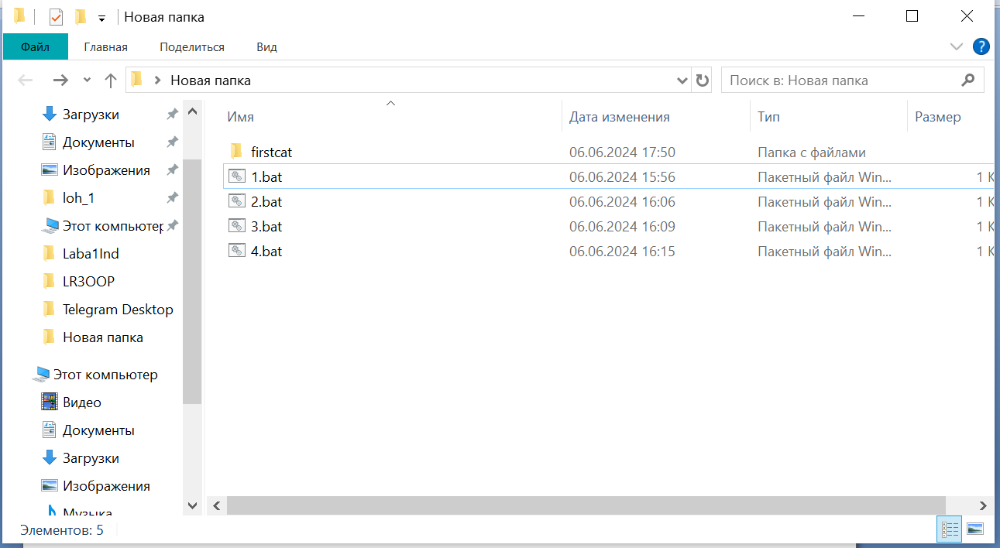 Новая папка
Файл Главная Поделиться Вид
Новая папка Поиск в: Новая папка
Имя Дата изменения Тип Размер
Загрузки
Документы
Изображения
loh_1
Этот компьютер
Laba1Ind
LR3OOP
Telegram Desktop
Новая папка
Этот компьютер
Видео
Документы
Загрузки
Изображения
Музыка
firstcat 06.06.2024 17:50 Папка с файлами
1.bat 06.06.2024 15:56 Пакетный файл Win... 1 К
2.bat 06.06.2024 16:06 Пакетный файл Win... 1 К
3.bat 06.06.2024 16:09 Пакетный файл Win... 1 К
4.bat 06.06.2024 16:15 Пакетный файл Win... 1 К
Элементов: 5